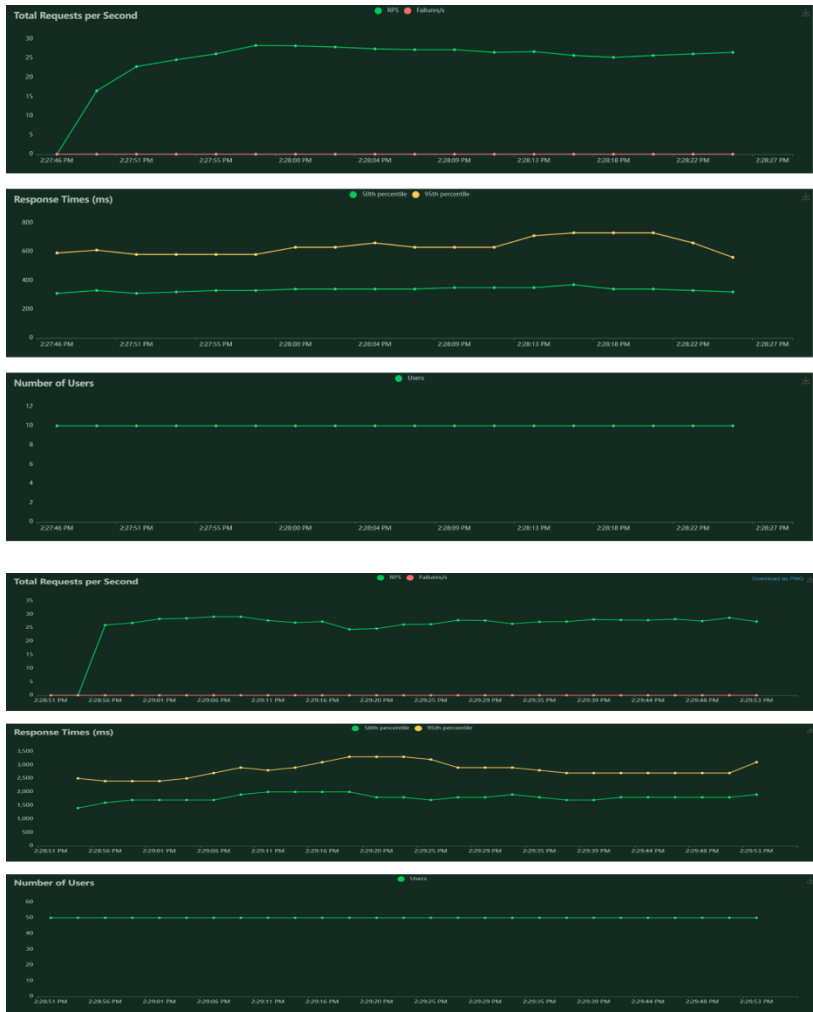 Total Requests per Second
RPS Failures/s
30
25
20
15
10
5
0
2:27:46 PM 2:27:51 PM 2:27:55 PM 2:28:00 PM 2:28:04 PM 2:28:09 PM 2:28:13 PM 2:28:18 PM 2:28:22 PM 2:28:27 PM
Response Times (ms)
50th percentile 95th percentile
800
600
400
200
0
2:27:46 PM 2:27:51 PM 2:27:55 PM 2:28:00 PM 2:28:04 PM 2:28:09 PM 2:28:13 PM 2:28:18 PM 2:28:22 PM 2:28:27 PM
Number of Users
Users
12
10
8
6
4
2
0
2:27:46 PM 2:27:51 PM 2:27:55 PM 2:28:00 PM 2:28:04 PM 2:28:09 PM 2:28:13 PM 2:28:18 PM 2:28:22 PM 2:28:27 PM
Total Requests per Second
RPS Failures/s
Download as PNG
35
30
25
20
15
10
5
0
2:28:51 PM 2:28:56 PM 2:29:01 PM 2:29:06 PM 2:29:11 PM 2:29:16 PM 2:29:20 PM 2:29:25 PM 2:29:29 PM 2:29:35 PM 2:29:39 PM 2:29:44 PM 2:29:48 PM 2:29:53 PM
Response Times (ms)
50th percentile 95th percentile
3,500
3,000
2,500
2,000
1,500
1,000
500
0
2:28:51 PM 2:28:56 PM 2:29:01 PM 2:29:06 PM 2:29:11 PM 2:29:16 PM 2:29:20 PM 2:29:25 PM 2:29:29 PM 2:29:35 PM 2:29:39 PM 2:29:44 PM 2:29:48 PM 2:29:53 PM
Number of Users
Users
60
50
40
30
20
10
0
2:28:51 PM 2:28:56 PM 2:29:01 PM 2:29:06 PM 2:29:11 PM 2:29:16 PM 2:29:20 PM 2:29:25 PM 2:29:29 PM 2:29:35 PM 2:29:39 PM 2:29:44 PM 2:29:48 PM 2:29:53 PM